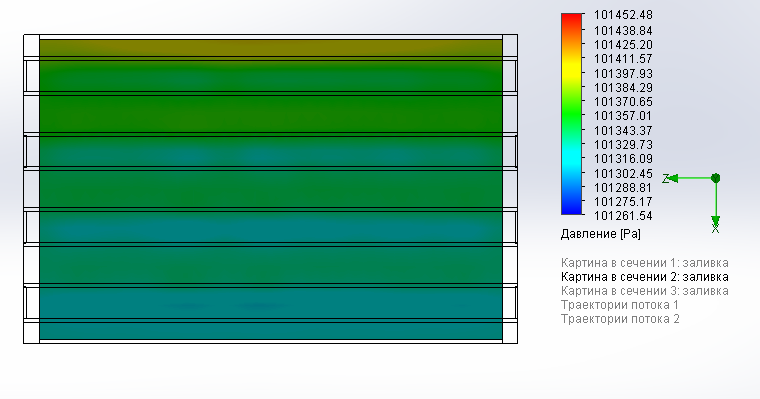 101452.48
101438.84
101425.20
101411.57
101397.93
101384.29
101370.65
101357.01
101343.37
101329.73
101316.09
101302.45
101288.81
101275.17
101261.54
Z
X
Давление [Pa]
Картина в сечении 1: заливка
Картина в сечении 2: заливка
Картина в сечении 3: заливка
Траектории потока 1
Траектории потока 2